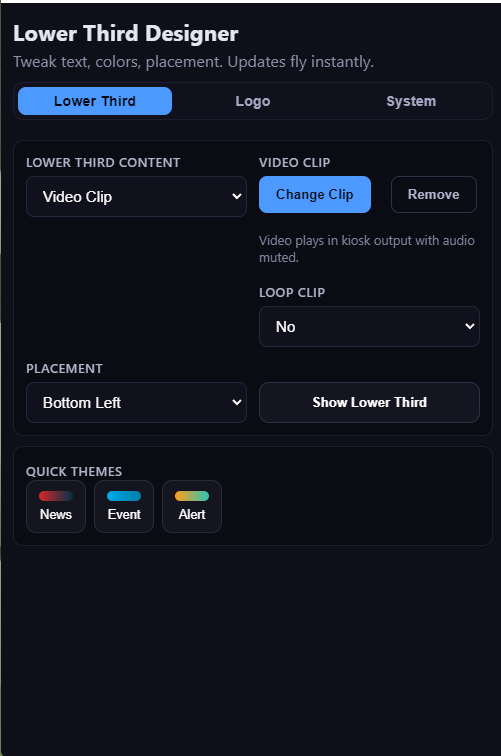 Lower Third Designer
Tweak text, colors, placement. Updates fly instantly.
Lower Third
Logo
System
LOWER THIRD CONTENT
Video Clip
VIDEO CLIP
Change Clip
Remove
Video plays in kiosk output with audio
muted.
LOOP CLIP
No
PLACEMENT
Bottom Left
Show Lower Third
QUICK THEMES
News
Event
Alert